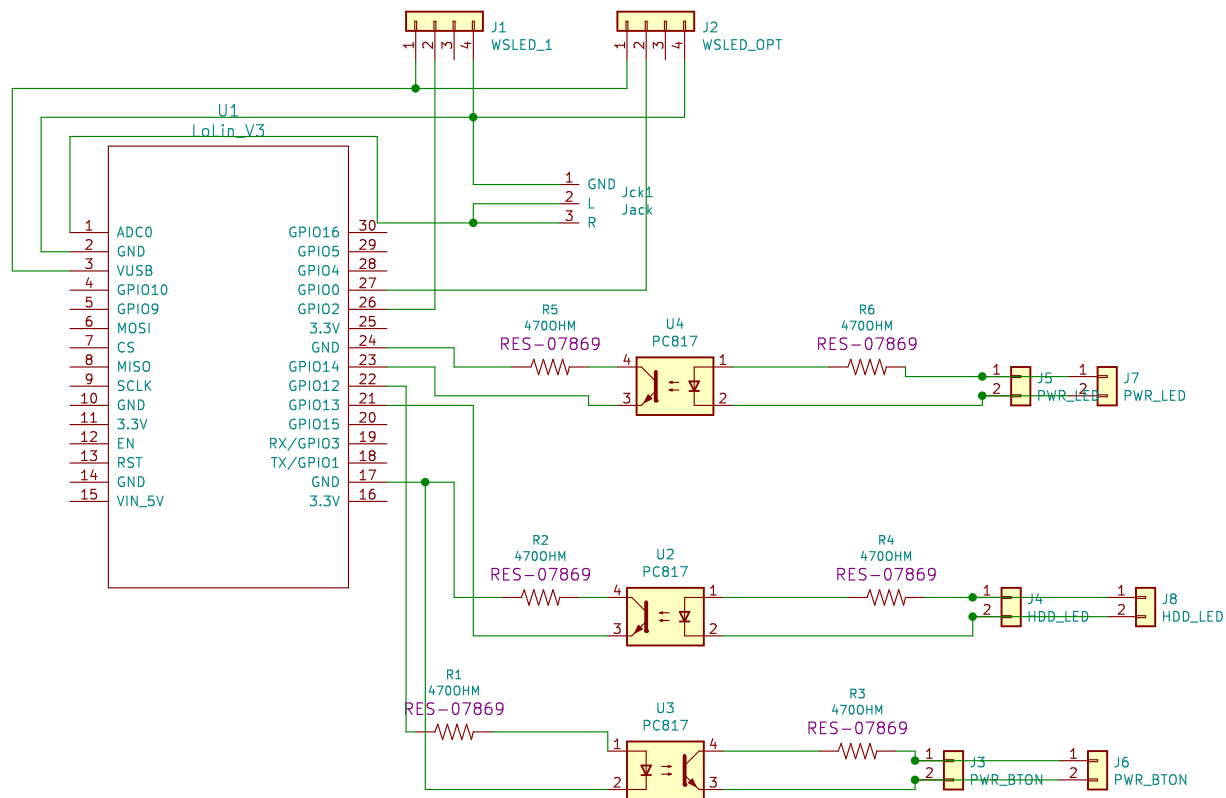 J1
WSLED_1
1
2
3
4
J2
WSLED_OPT
1
2
3
4
U1
LoLin_V3
1 GND
2 L
3 R
Jck1
Jack
1 ADC0
2 GND
3 VUSB
4 GPIO10
5 GPIO9
6 MOSI
7 CS
8 MISO
9 SCLK
10 GND
11 3.3V
12 EN
13 RST
14 GND
15 VIN_5V
GPIO16 30
GPIO5 29
GPIO4 28
GPIO0 27
GPIO2 26
3.3V 25
GND 24
GPIO14 23
GPIO12 22
GPIO13 21
GPIO15 20
RX/GPIO3 19
TX/GPIO1 18
GND 17
3.3V 16
R5
470OHM
RES-07869
U4
PC817
4
3
1
2
R6
470OHM
RES-07869
1
2
J5
PWR_LED
1
2
J7
PWR_LED
R2
470OHM
RES-07869
U2
PC817
4
3
1
2
R4
470OHM
RES-07869
1
2
J4
HDD_LED
1
2
J8
HDD_LED
R1
470OHM
RES-07869
U3
PC817
1
2
4
3
R3
470OHM
RES-07869
1
2
J3
PWR_BTON
1
2
J6
PWR_BTON